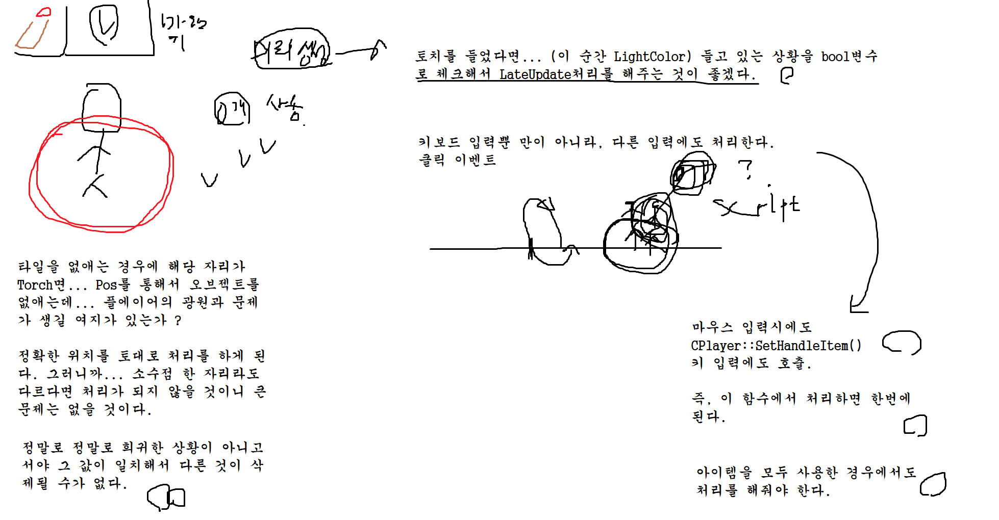 토치를 들었다면... (이 순간 LightColor) 들고 있는 상황을 bool변수
로 체크해서 LateUpdate처리를 해주는 것이 좋겠다.
사용.
키보드 입력뿐 만이 아니라, 다른 입력에도 처리한다.
클릭 이벤트
?
script
타일을 없애는 경우에 해당 자리가
Torch면... Pos를 통해서 오브젝트를
없애는데... 플에이어의 광원과 문제
가 생길 여지가 있는가 ?
정확한 위치를 토대로 처리를 하게 된
다. 그러니까... 소수점 한 자리라도
다르다면 처리가 되지 않을 것이니 큰
문제는 없을 것이다.
정말로 정말로 희귀한 상황이 아니고
서야 그 값이 일치해서 다른 것이 삭
제될 수가 없다.
마우스 입력시에도
CPlayer::SetHandleItem()
키 입력에도 호출.
즉, 이 함수에서 처리하면 한번에
된다.
아이템을 모두 사용한 경우에서도
처리를 해줘야 한다.